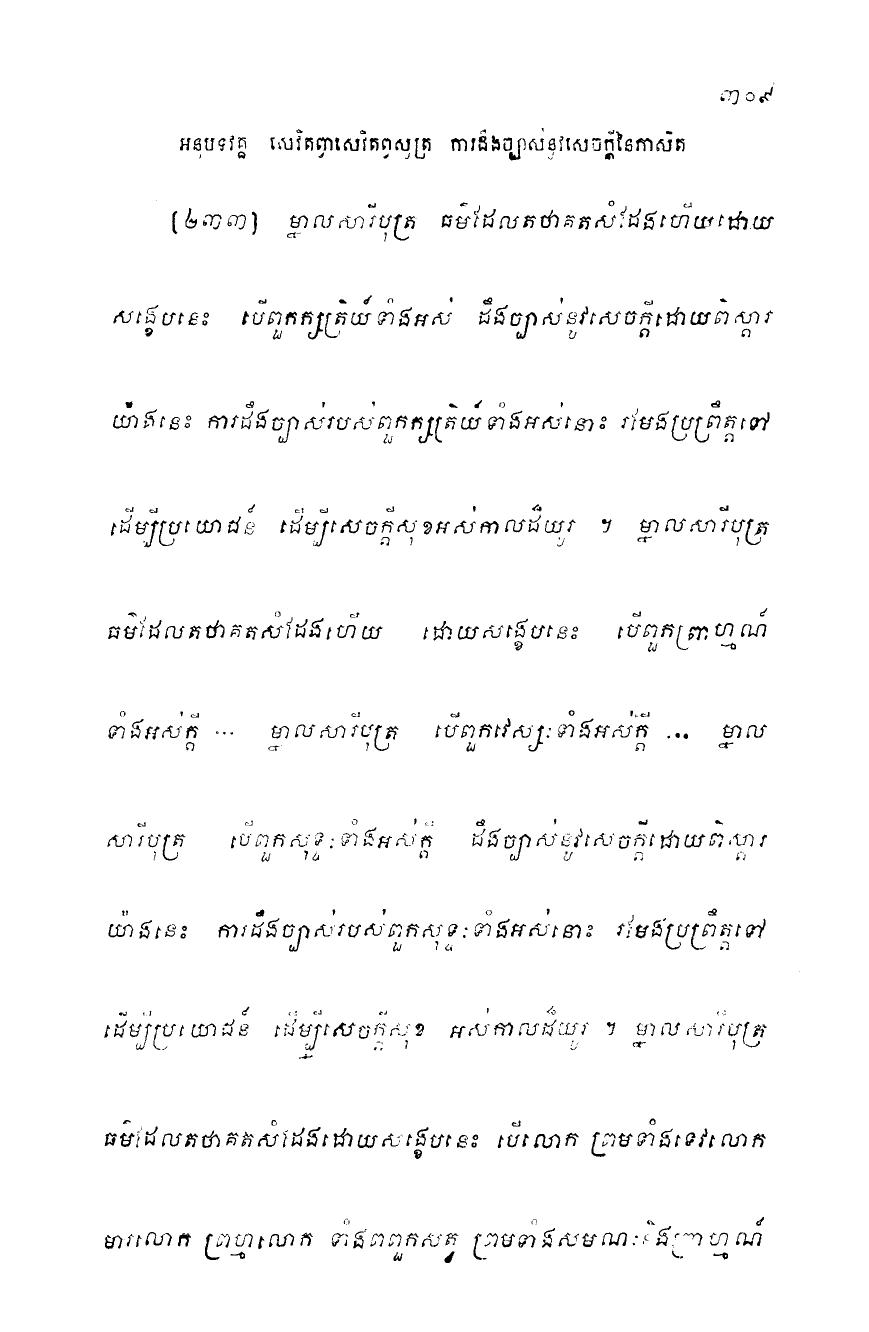 ៣០៩
អនុបទវគ្គ សេវិតព្វាសេវិតព្វសូត្រ ការដឹងច្បាស់នូវសេចក្តីនៃភាសិត
[២៣៣] ម្នាលសារីបុត្រ ធម៌ដែលតថាគតសំដែងហើយដោយ
សង្ខេបនេះ បើពួកក្សត្រិយ៍ទាំងអស់ ដឹងច្បាស់នូវសេចក្តីដោយពិស្តារ
យ៉ាងនេះ ការដឹងច្បាស់របស់ពួកក្សត្រិយ៍ទាំងអស់នោះ រមែងប្រព្រឹត្តទៅ
ដើម្បីប្រយោជន៍ ដើម្បីសេចក្តីសុខអស់កាលដ៏យូរ ។ ម្នាលសារីបុត្រ
ធម៌ដែលតថាគតសំដែងហើយ ដោយសង្ខេបនេះ បើពួកព្រាហ្មណ៍
ទាំងអស់ក្តី ... ម្នាលសារីបុត្រ បើពួកវេស្សៈទាំងអស់ក្តី ... ម្នាល
សារីបុត្រ បើពួកសុទ្ទៈទាំងអស់ក្តី ដឹងច្បាស់នូវសេចក្តីដោយពិស្តារ
យ៉ាងនេះ ការដឹងច្បាស់របស់ពួកសុទ្ទៈទាំងអស់នោះ រមែងប្រព្រឹត្តទៅ
ដើម្បីប្រយោជន៍ ដើម្បីសេចក្តីសុខ អស់កាលដ៏យូរ ។ ម្នាលសារីបុត្រ
ធម៌ដែលតថាគតសំដែងដោយសង្ខេបនេះ បើលោក ព្រមទាំងទេវលោក
មារលោក ព្រហ្មលោក ទាំងពពួកសត្វ ព្រមទាំងសមណៈនិងព្រាហ្មណ៍